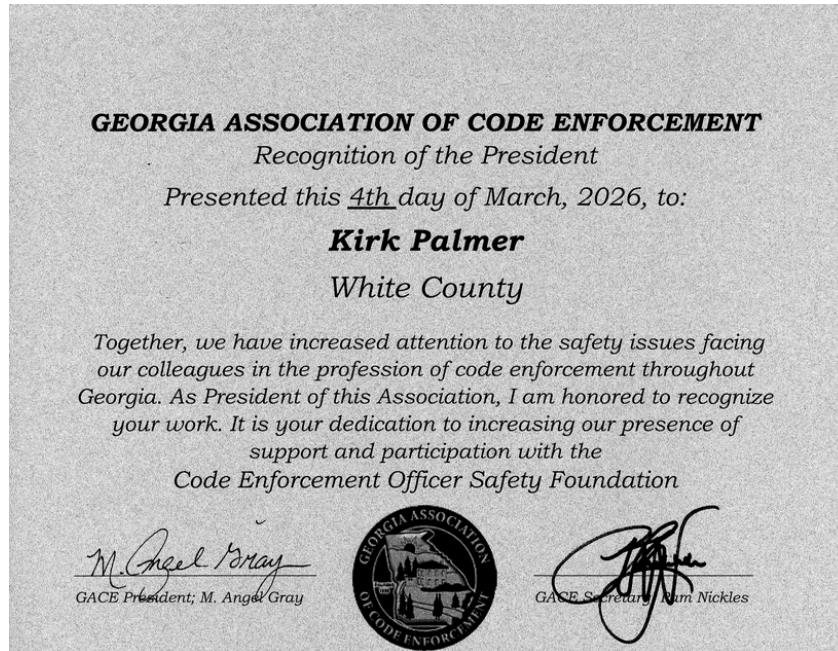 GEORGIA ASSOCIATION OF CODE ENFORCEMENT
Recognition of the President
Presented this 4th day of March, 2026, to:
Kirk Palmer
White County
Together, we have increased attention to the safety issues facing
our colleagues in the profession of code enforcement throughout
Georgia. As President of this Association, I am honored to recognize
your work. It is your dedication to increasing our presence of
support and participation with the
Code Enforcement Officer Safety Foundation
M. Angel Gray
GACE President; M. Angel Gray
GEORGIA ASSOCIATION
OF CODE ENFORCEMENT
GACE Secretary Pam Nickles